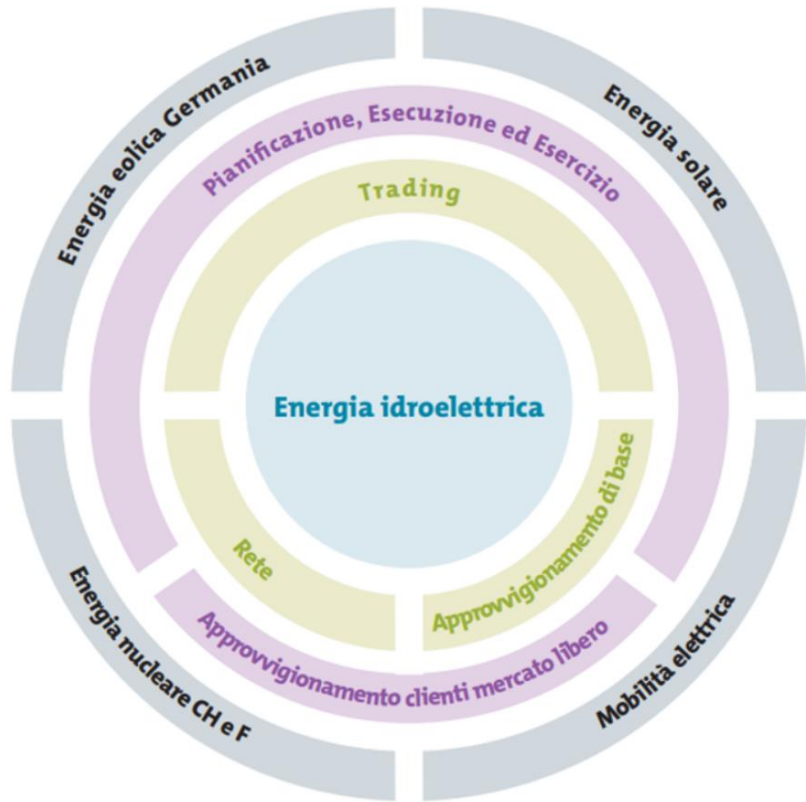 Energia eolica Germania
Energia solare
Pianificazione, Esecuzione ed Esercizio
Trading
Energia idroelettrica
Rete
Approvvigionamento di base
Approvvigionamento clienti mercato libero
Energia nucleare CH e F
Mobilità elettrica